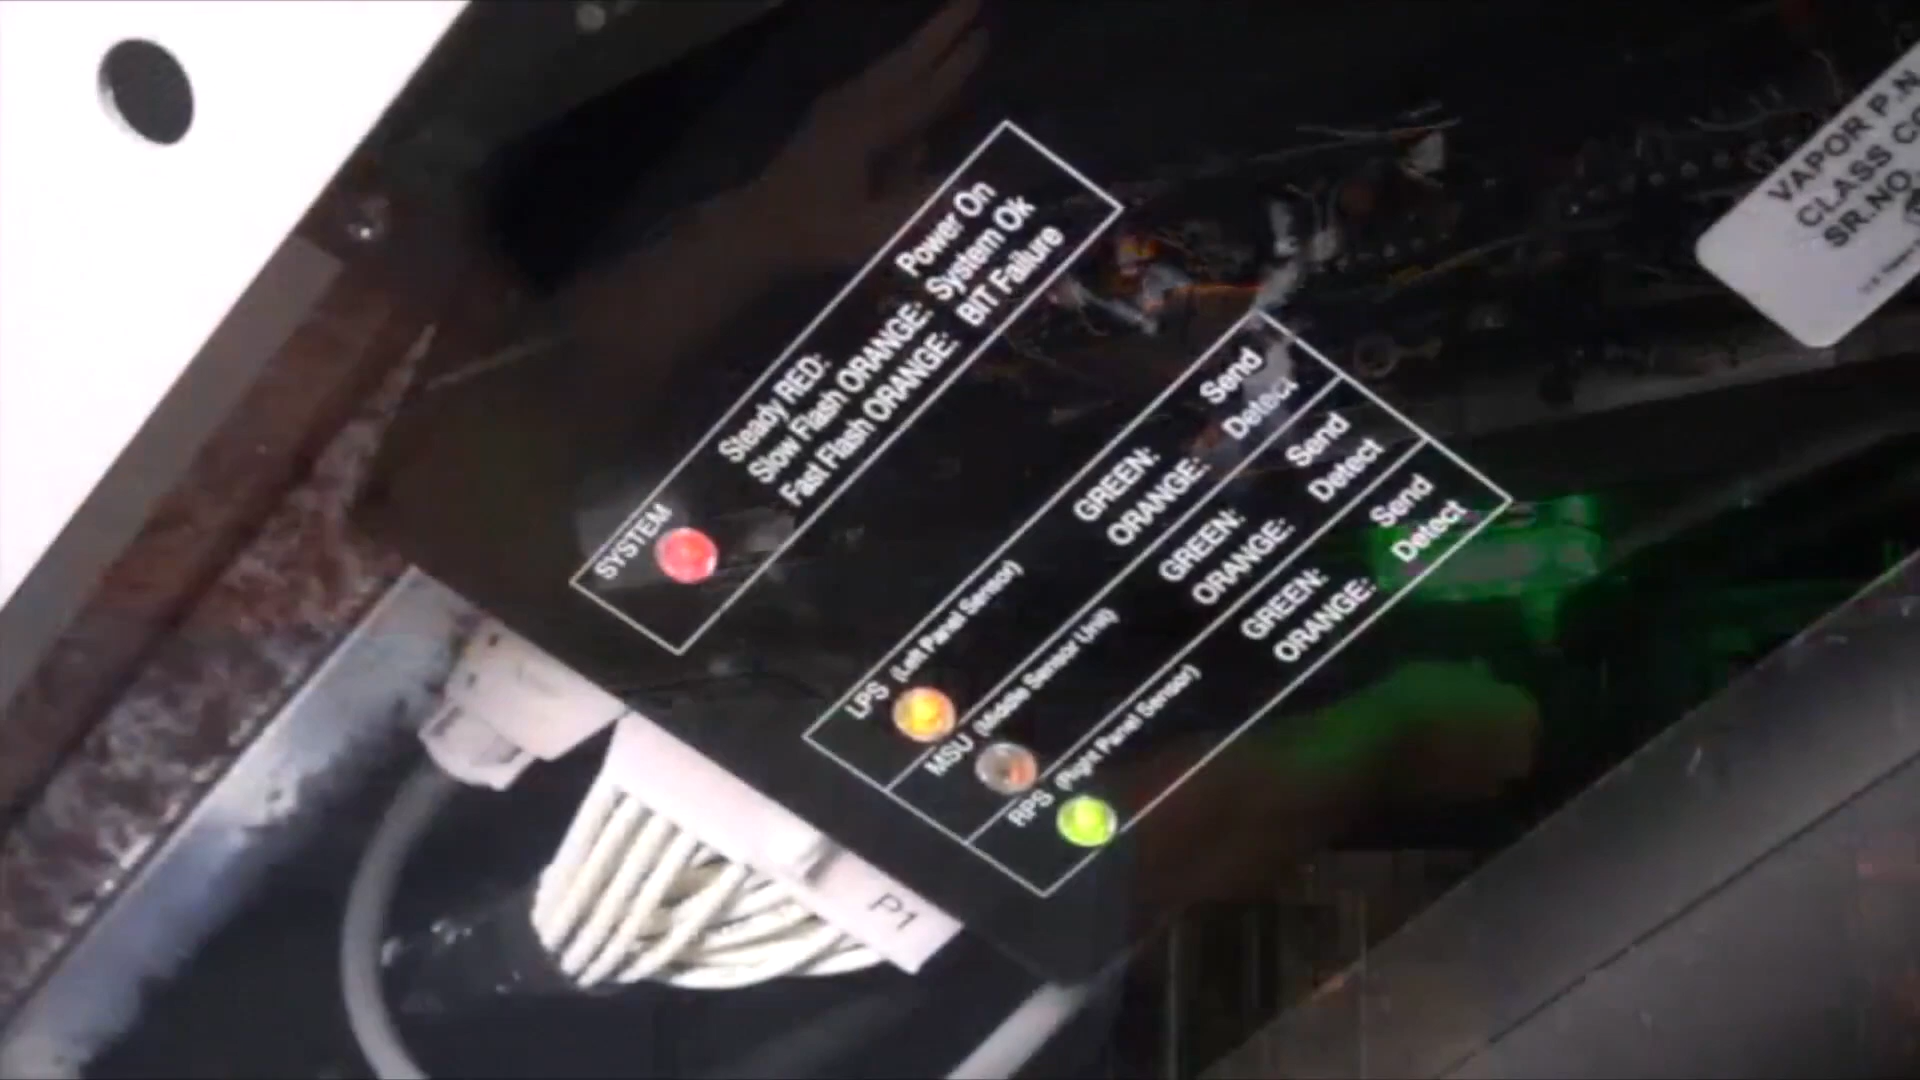 SYSTEM
Steady RED: Power On
Slow Flash ORANGE: System Ok
Fast Flash ORANGE: BIT Failure
LPS (Left Panel Sensor)
GREEN: Send
ORANGE: Detect
MSU (Middle Sensor Unit)
GREEN: Send
ORANGE: Detect
RPS (Right Panel Sensor)
GREEN: Send
ORANGE: Detect
P1
VAPOR P.N
CLASS CO
SR.NO.